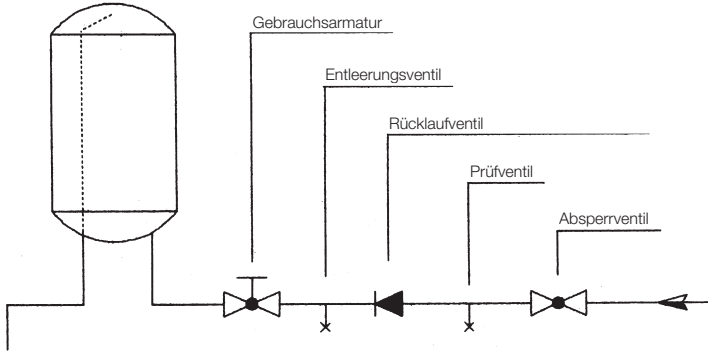 Gebrauchsarmatur
Entleerungsventil
Rücklaufventil
Prüfventil
Absperrventil